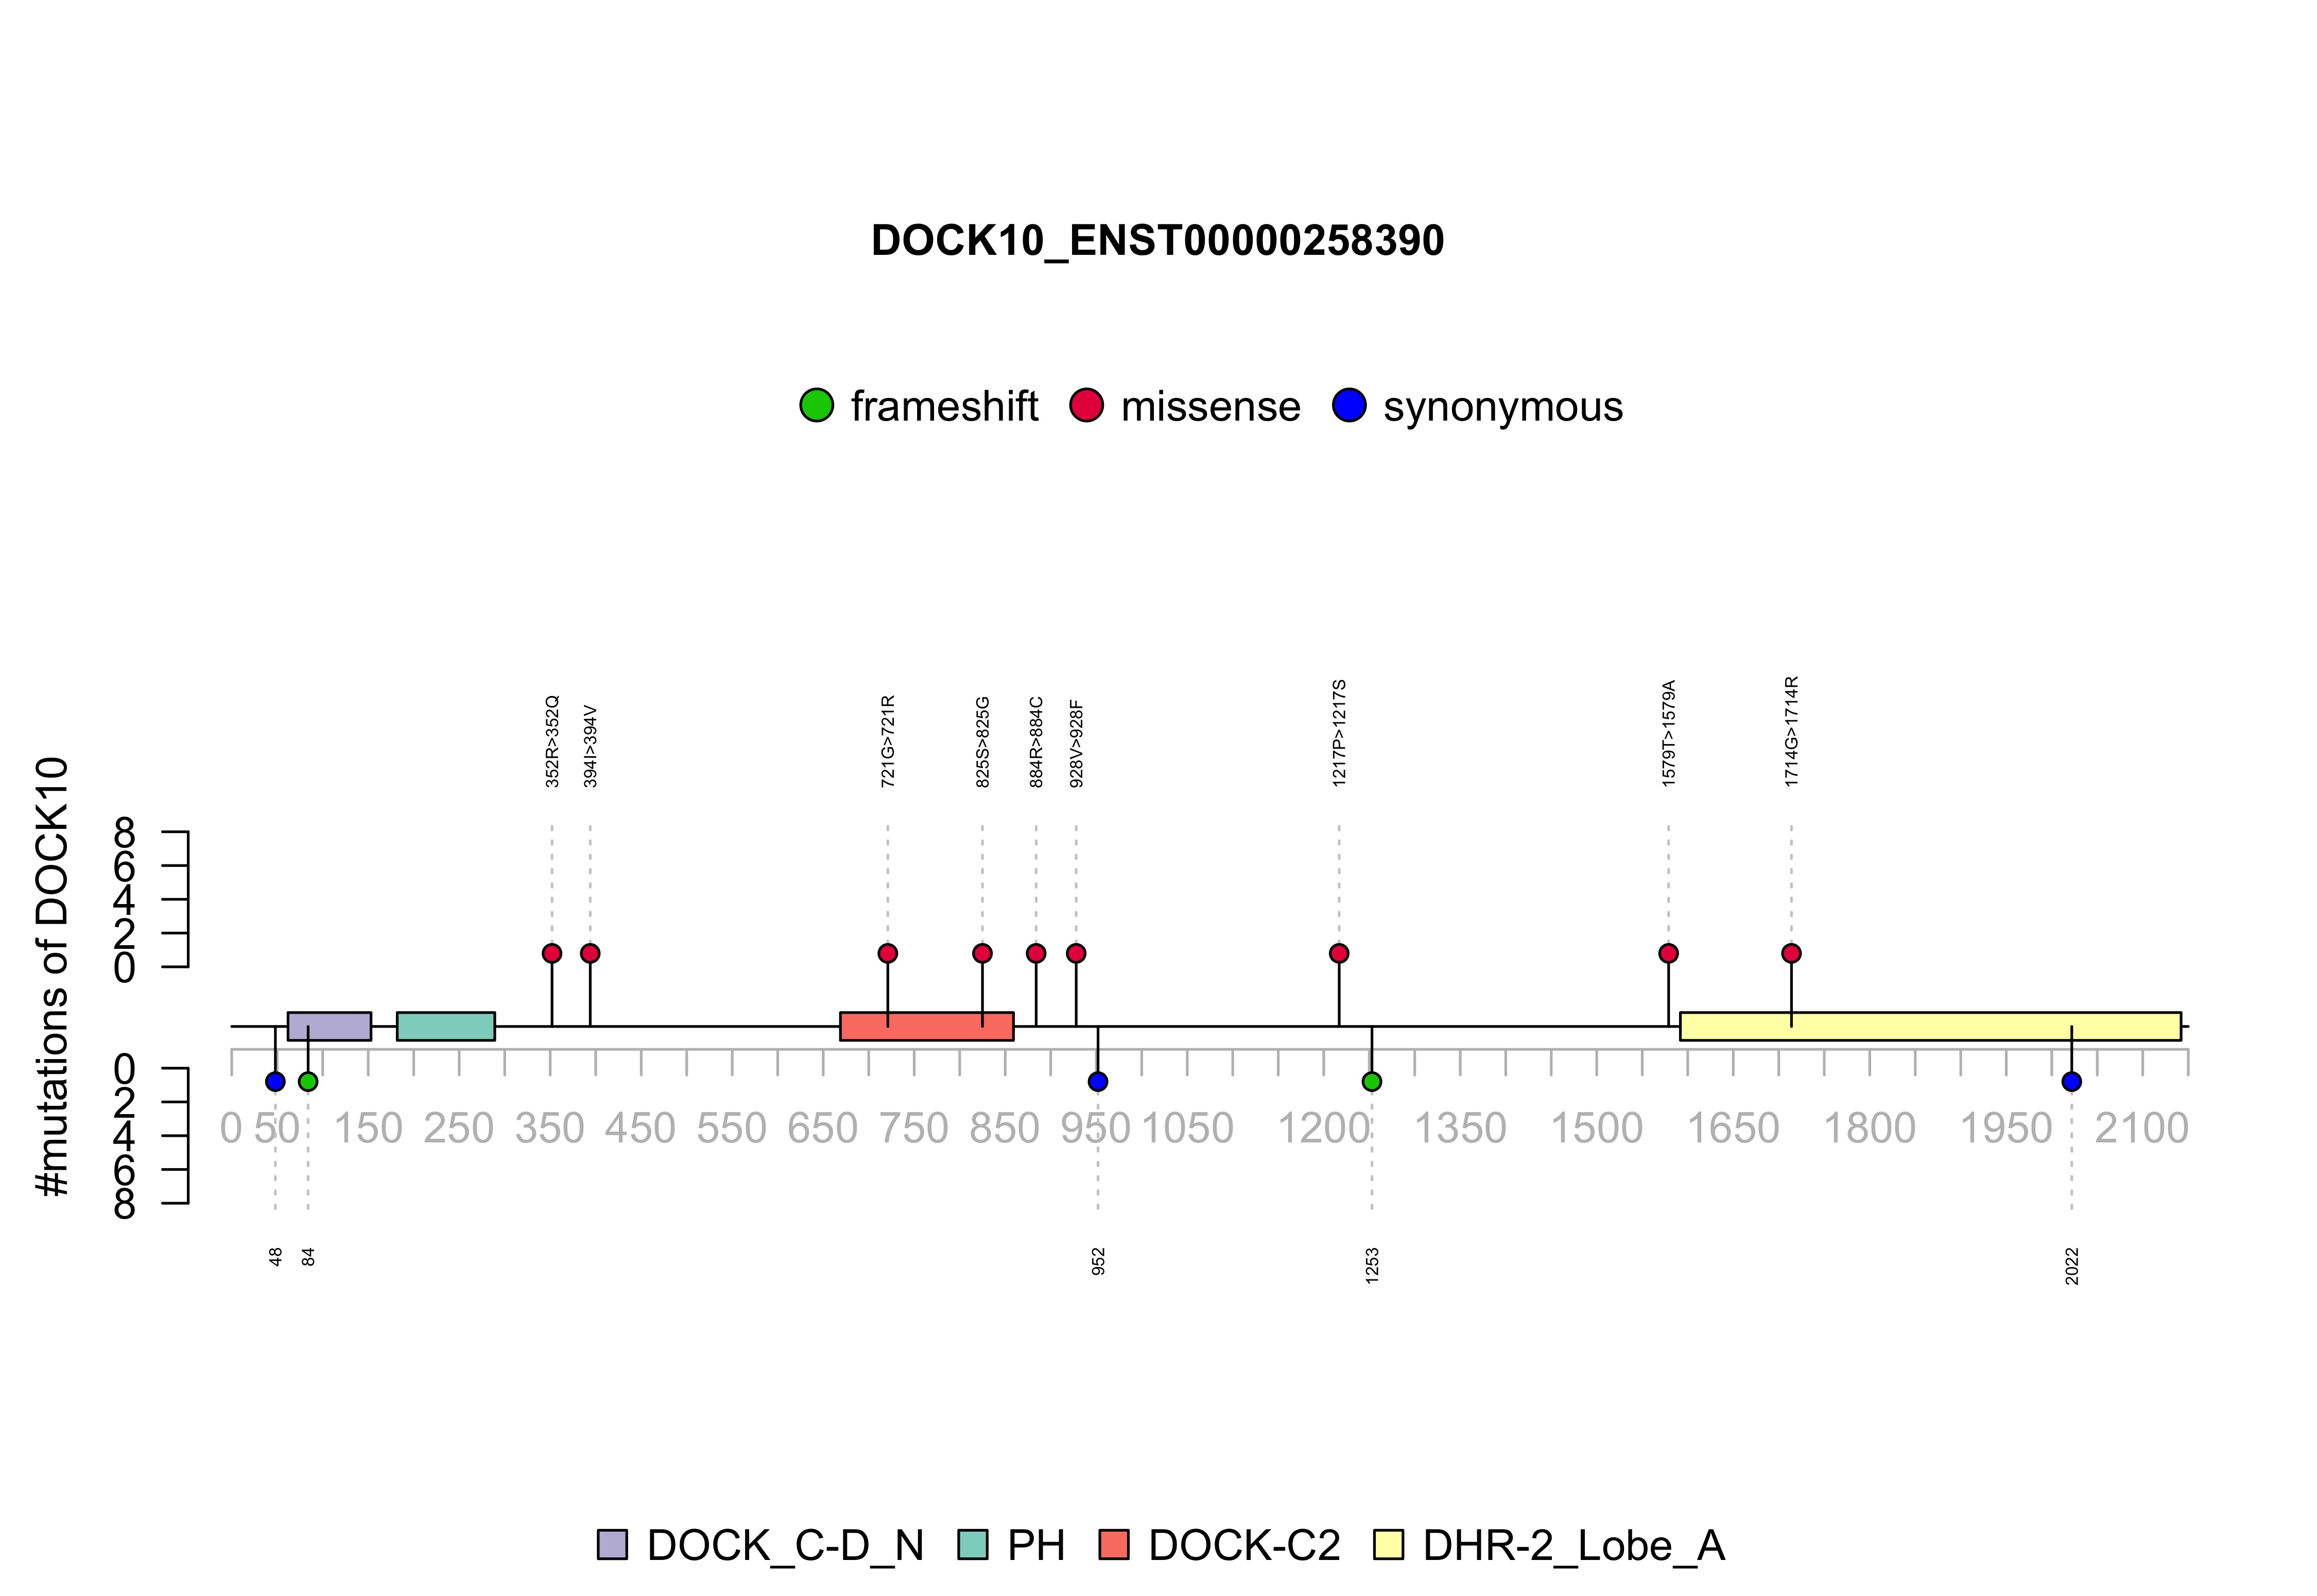 DOCK10_ENST00000258390
frameshift missense synonymous
352R>352Q
394I>394V
721G>721R
825S>825G
884R>884C
928V>928F
1217P>1217S
1579T>1579A
1714G>1714R
#mutations of DOCK10
8
6
4
2
0
0
2
4
6
8
0 50 150 250 350 450 550 650 750 850 950 1050 1200 1350 1500 1650 1800 1950 2100
48
84
952
1253
2022
DOCK_C-D_N PH DOCK-C2 DHR-2_Lobe_A